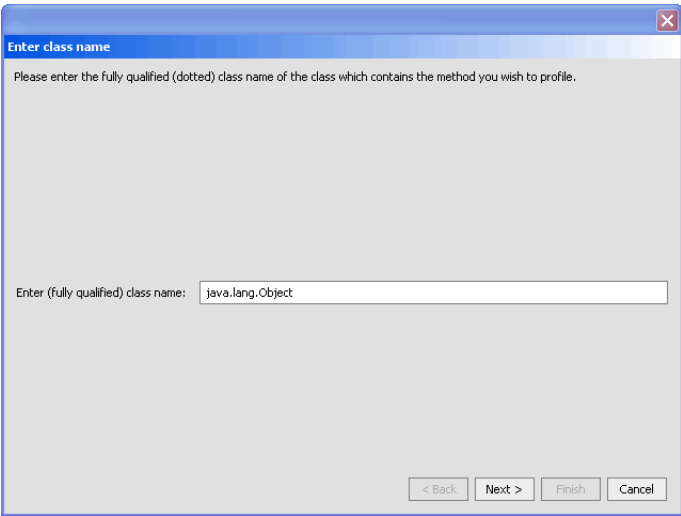 Enter class name
Please enter the fully qualified (dotted) class name of the class which contains the method you wish to profile.
Enter (fully qualified) class name: java.lang.Object
< Back Next > Finish Cancel